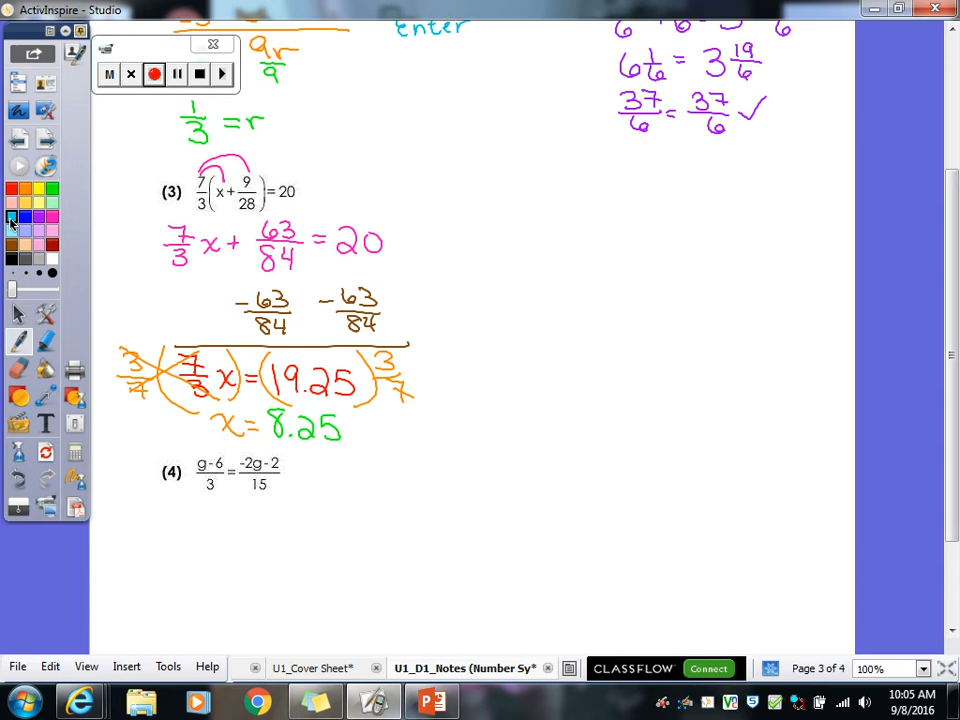 ActivInspire - Studio
enter
9r
9
1/3 = r
6 1/6 = 3 19/6
37/6 = 37/6 ✓
(3) 7/3(x + 9/28) = 20
7/3 x + 63/84 = 20
- 63/84 - 63/84
3/7 (7/3 x) = (19.25) 3/7
x = 8.25
(4) g-6/3 = -2g-2/15
File Edit View Insert Tools Help U1_Cover Sheet* U1_D1_Notes (Number Sy* CLASSFLOW Connect Page 3 of 4 100%
10:05 AM
9/8/2016